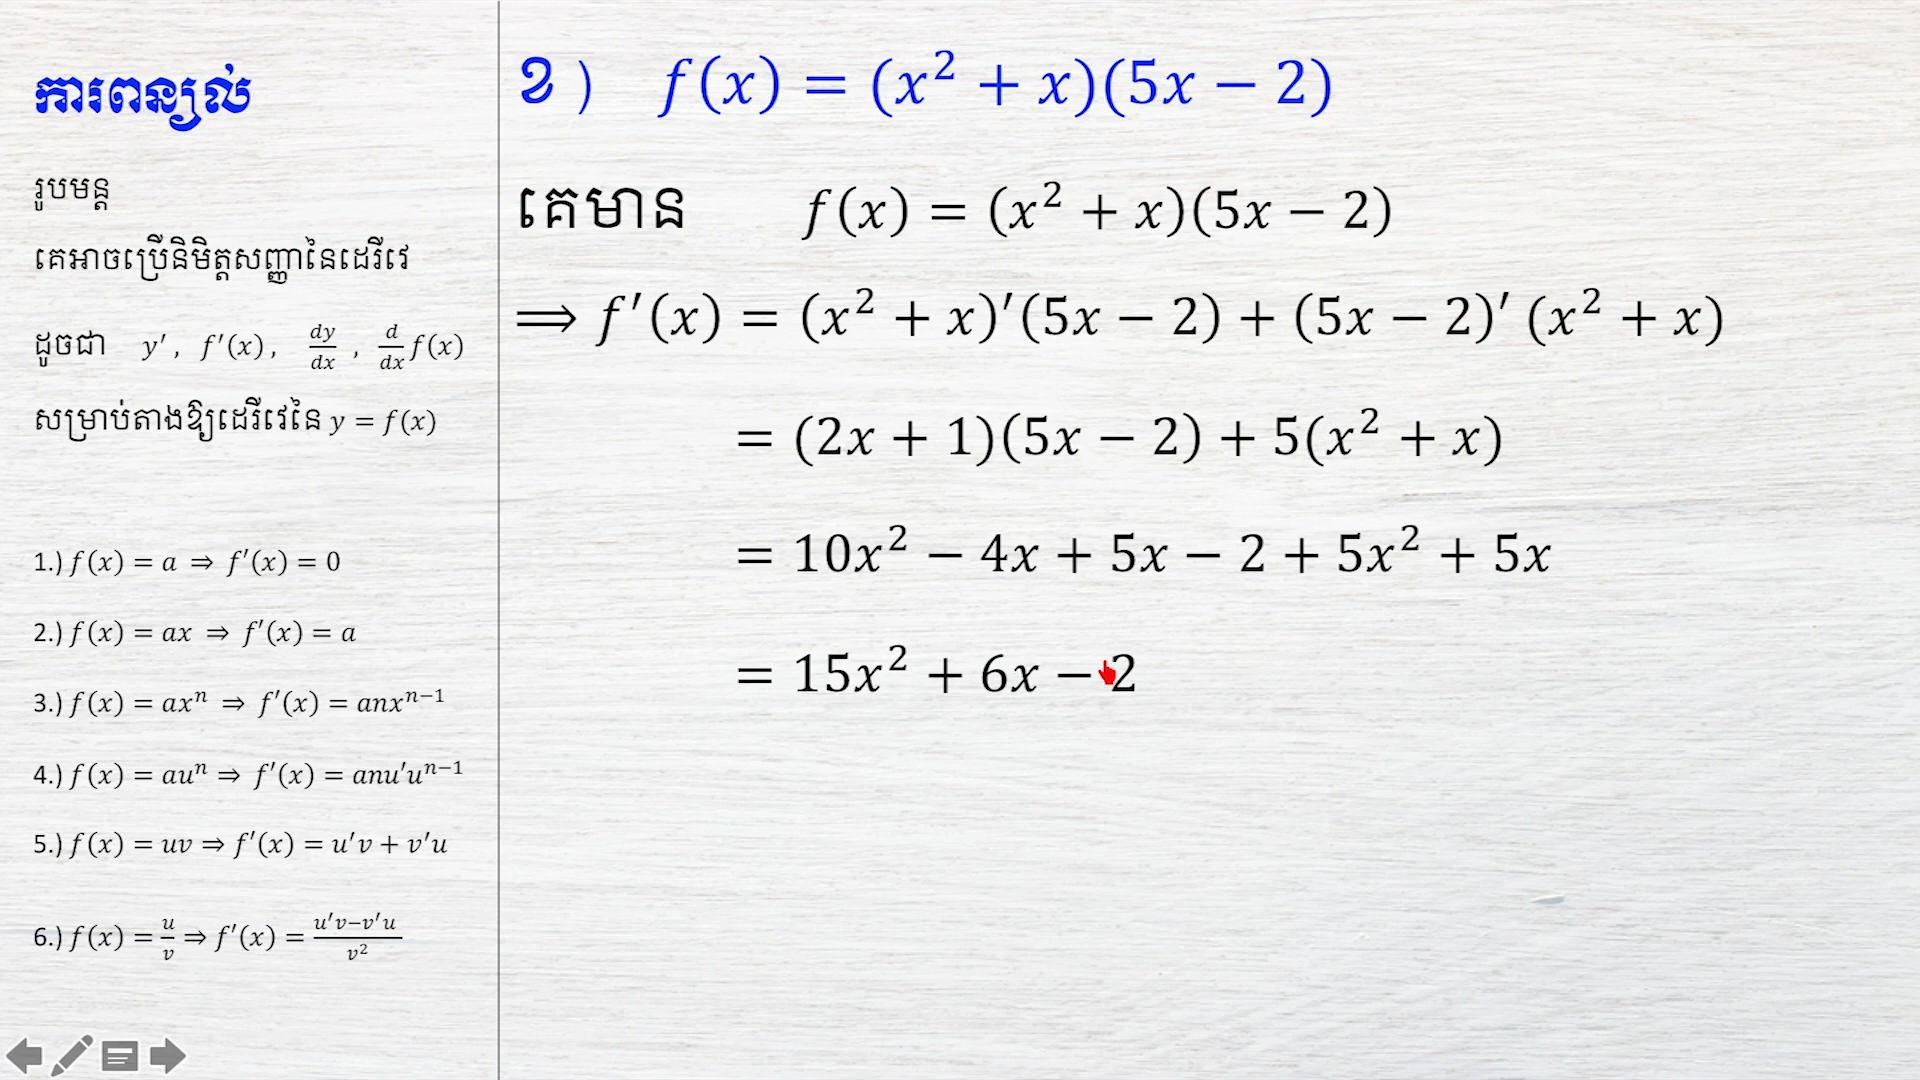 ការពន្យល់
រូបមន្ត
គេអាចប្រើនិមិត្តសញ្ញានៃដេរីវេ
ដូចជា y′ , f′(x) , dy/dx , d/dx f(x)
សម្រាប់តាងឱ្យដេរីវេនៃ y = f(x)
1.) f(x) = a ⇒ f′(x) = 0
2.) f(x) = ax ⇒ f′(x) = a
3.) f(x) = axⁿ ⇒ f′(x) = anxⁿ⁻¹
4.) f(x) = auⁿ ⇒ f′(x) = anu′uⁿ⁻¹
5.) f(x) = uv ⇒ f′(x) = u′v + v′u
6.) f(x) = u/v ⇒ f′(x) = (u′v−v′u)/v²
ខ ) f(x) = (x² + x)(5x − 2)
គេមាន f(x) = (x² + x)(5x − 2)
⟹ f′(x) = (x² + x)′(5x − 2) + (5x − 2)′ (x² + x)
= (2x + 1)(5x − 2) + 5(x² + x)
= 10x² − 4x + 5x − 2 + 5x² + 5x
= 15x² + 6x − 2